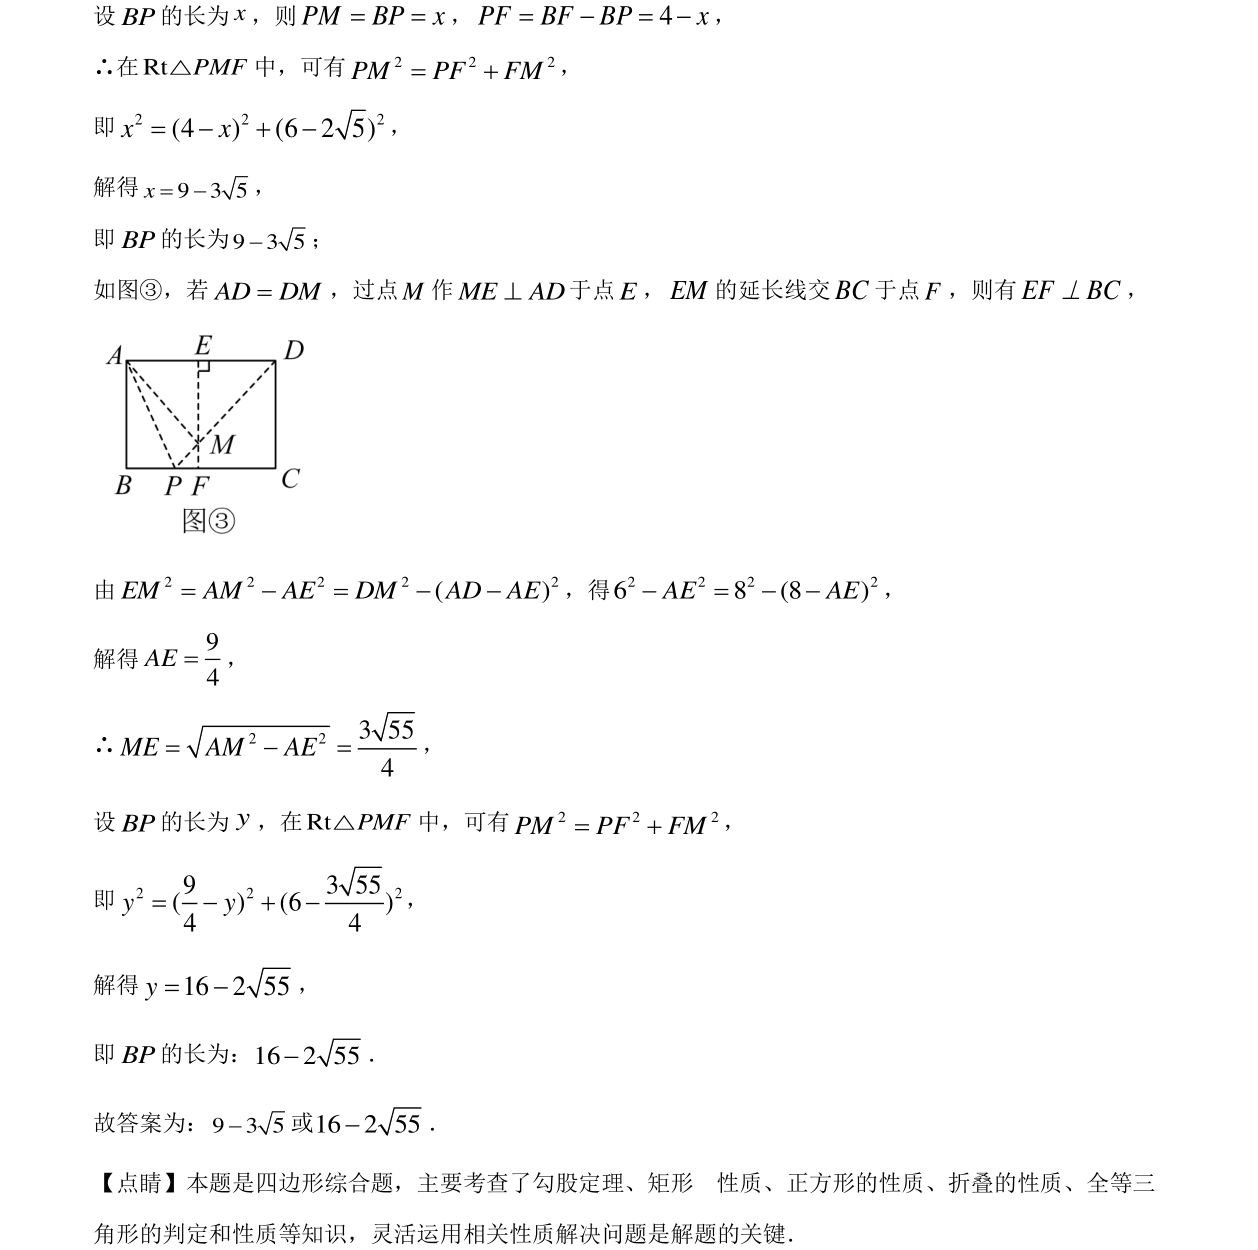 设 BP 的长为 x，则 PM = BP = x，PF = BF − BP = 4 − x，
∴在 Rt△PMF 中，可有 PM² = PF² + FM²，
即 x² = (4 − x)² + (6 − 2√5)²，
解得 x = 9 − 3√5，
即 BP 的长为 9 − 3√5；
如图③，若 AD = DM，过点 M 作 ME ⊥ AD 于点 E，EM 的延长线交 BC 于点 F，则有 EF ⊥ BC，
A E D
M
B P F C
图③
由 EM² = AM² − AE² = DM² − (AD − AE)²，得 6² − AE² = 8² − (8 − AE)²，
解得 AE = 9/4，
∴ ME = √(AM² − AE²) = 3√55/4，
设 BP 的长为 y，在 Rt△PMF 中，可有 PM² = PF² + FM²，
即 y² = (9/4 − y)² + (6 − 3√55/4)²，
解得 y = 16 − 2√55，
即 BP 的长为：16 − 2√55．
故答案为：9 − 3√5 或 16 − 2√55．
【点睛】本题是四边形综合题，主要考查了勾股定理、矩形 性质、正方形的性质、折叠的性质、全等三
角形的判定和性质等知识，灵活运用相关性质解决问题是解题的关键．